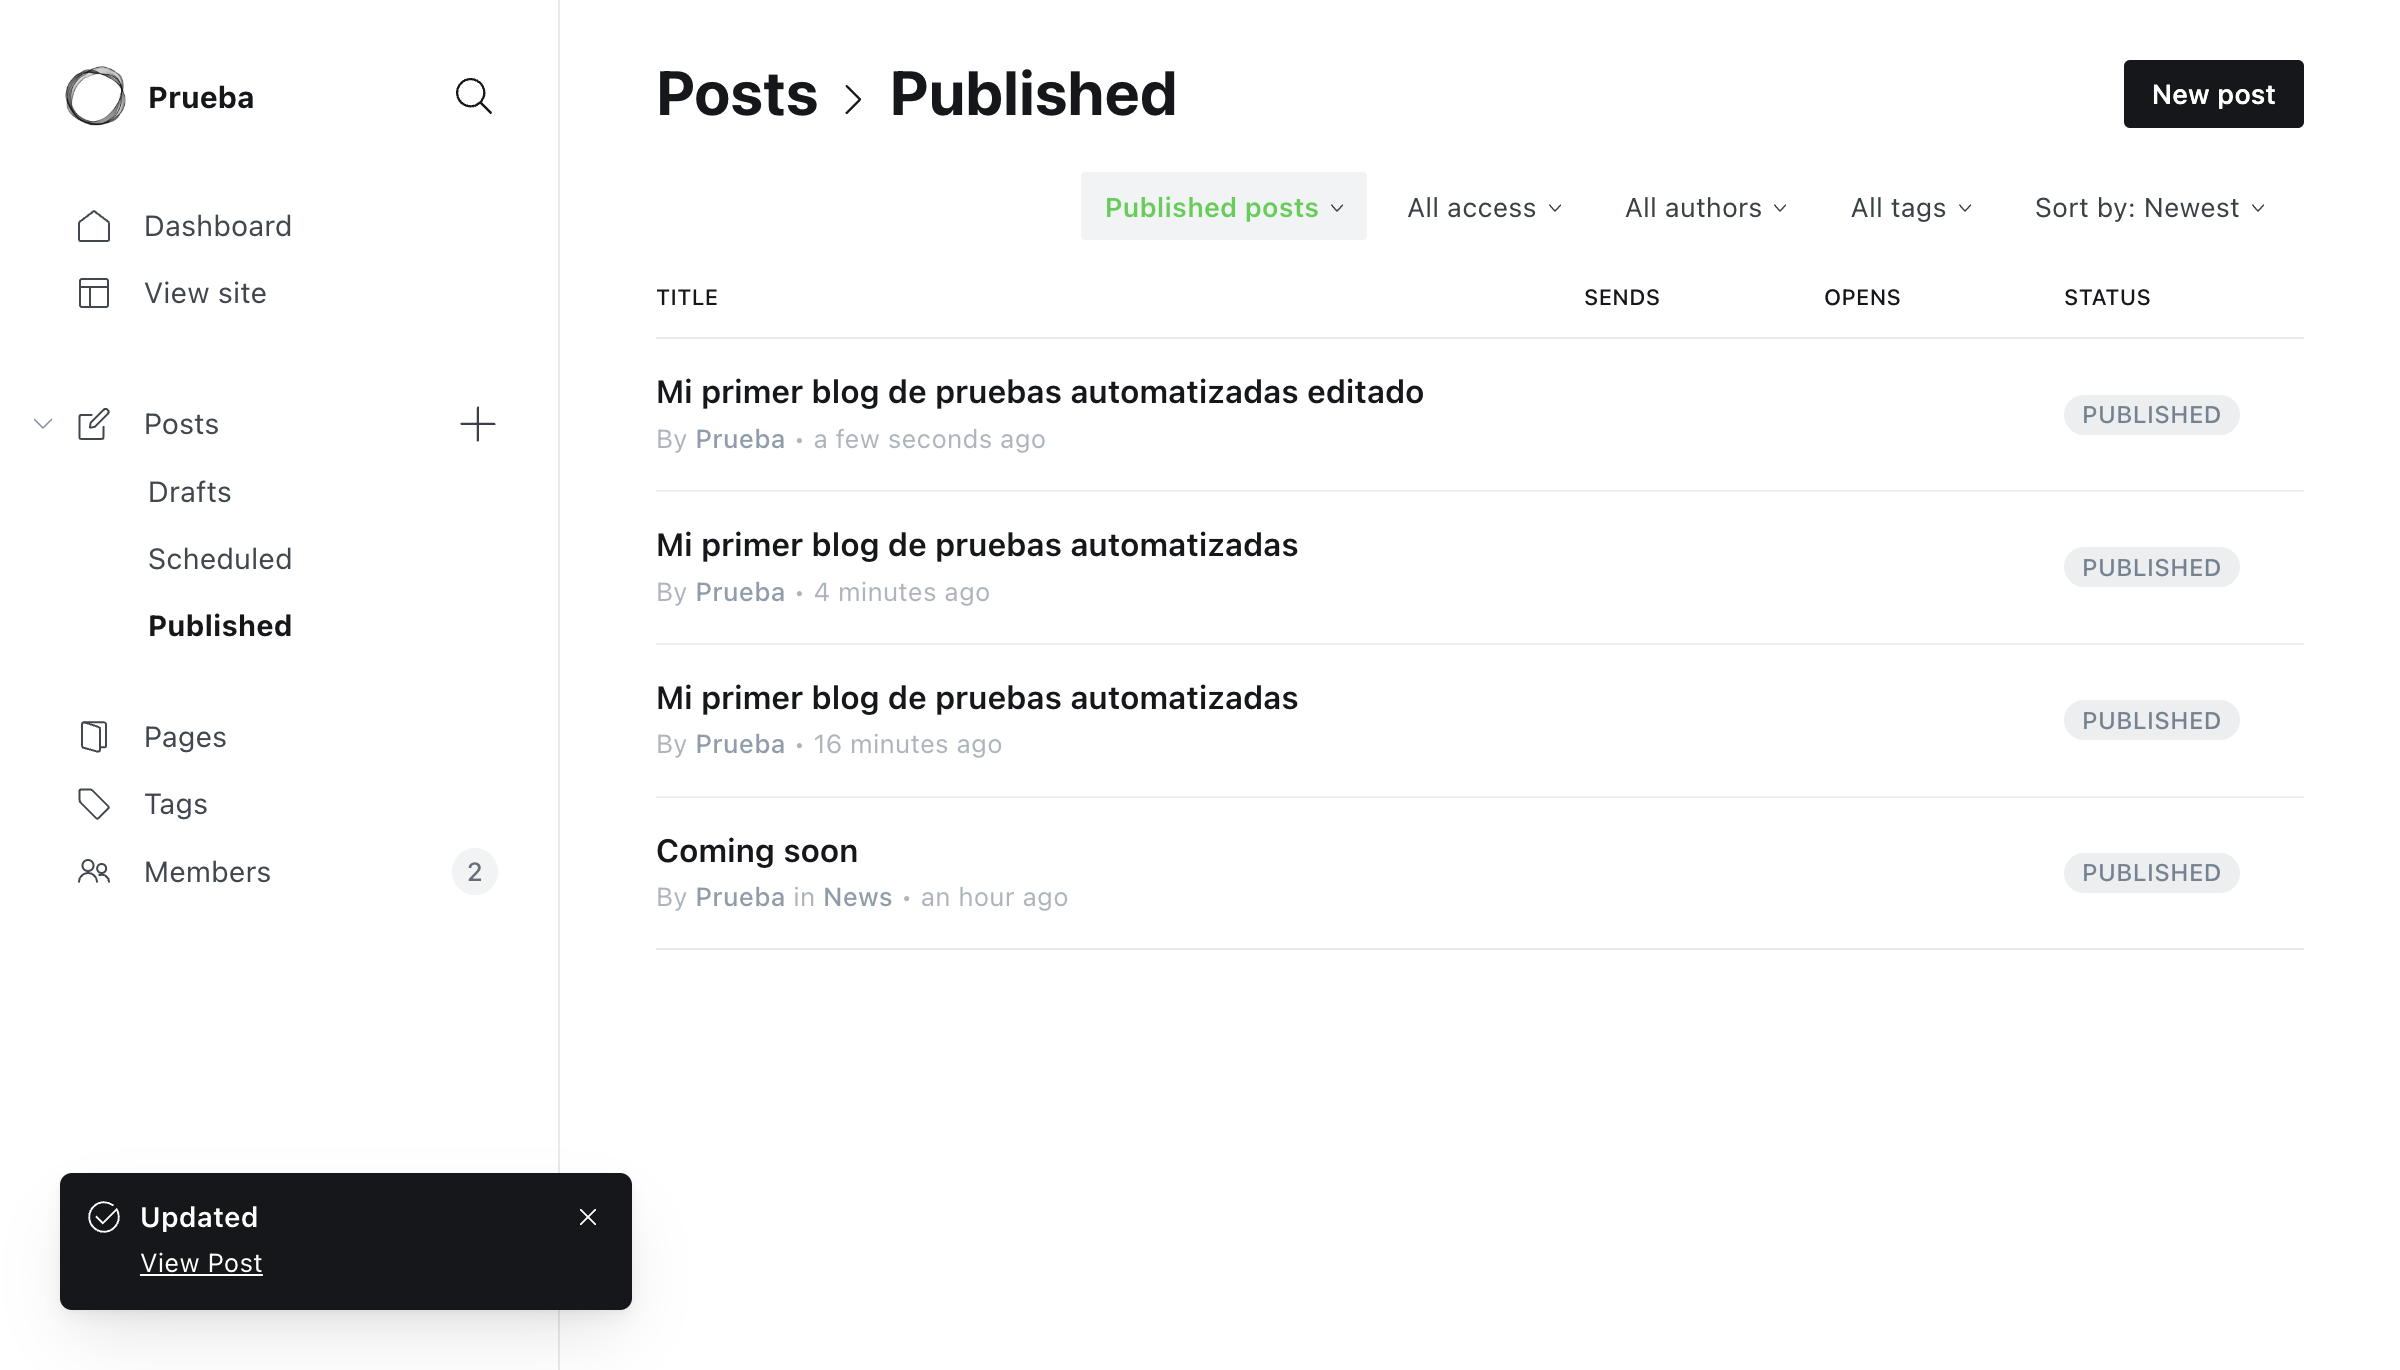 Prueba
Dashboard
View site
Posts
Drafts
Scheduled
Published
Pages
Tags
Members 2
Updated
View Post
Posts > Published
New post
Published posts All access All authors All tags Sort by: Newest
TITLE SENDS OPENS STATUS
Mi primer blog de pruebas automatizadas editado
By Prueba • a few seconds ago
PUBLISHED
Mi primer blog de pruebas automatizadas
By Prueba • 4 minutes ago
PUBLISHED
Mi primer blog de pruebas automatizadas
By Prueba • 16 minutes ago
PUBLISHED
Coming soon
By Prueba in News • an hour ago
PUBLISHED